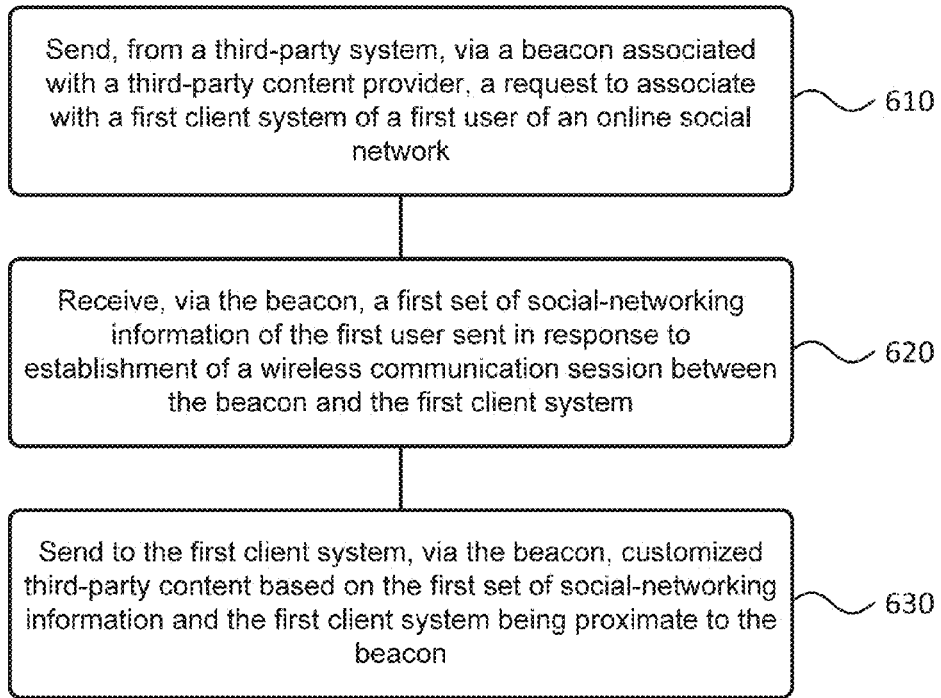 Send, from a third-party system, via a beacon associated
with a third-party content provider, a request to associate
with a first client system of a first user of an online social
network
610
Receive, via the beacon, a first set of social-networking
information of the first user sent in response to
establishment of a wireless communication session between
the beacon and the first client system
620
Send to the first client system, via the beacon, customized
third-party content based on the first set of social-networking
information and the first client system being proximate to the
beacon
630